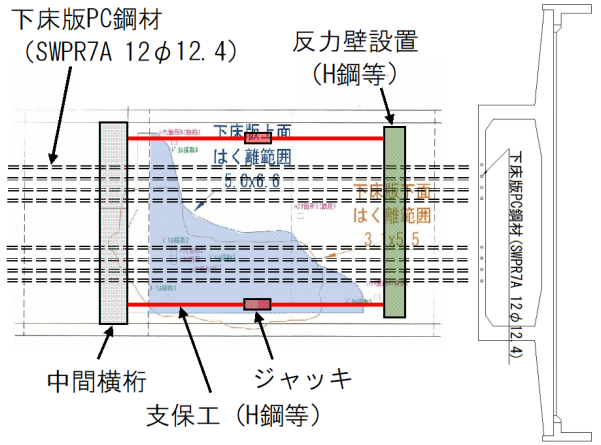 下床版PC鋼材
(SWPR7A 12φ12.4)
反力壁設置
(H鋼等)
下床版上面
はく離範囲
5.0x6.6
下床版下面
はく離範囲
下床版PC鋼材(SWPR7A 12φ12.4)
中間横桁
ジャッキ
支保工（H鋼等)